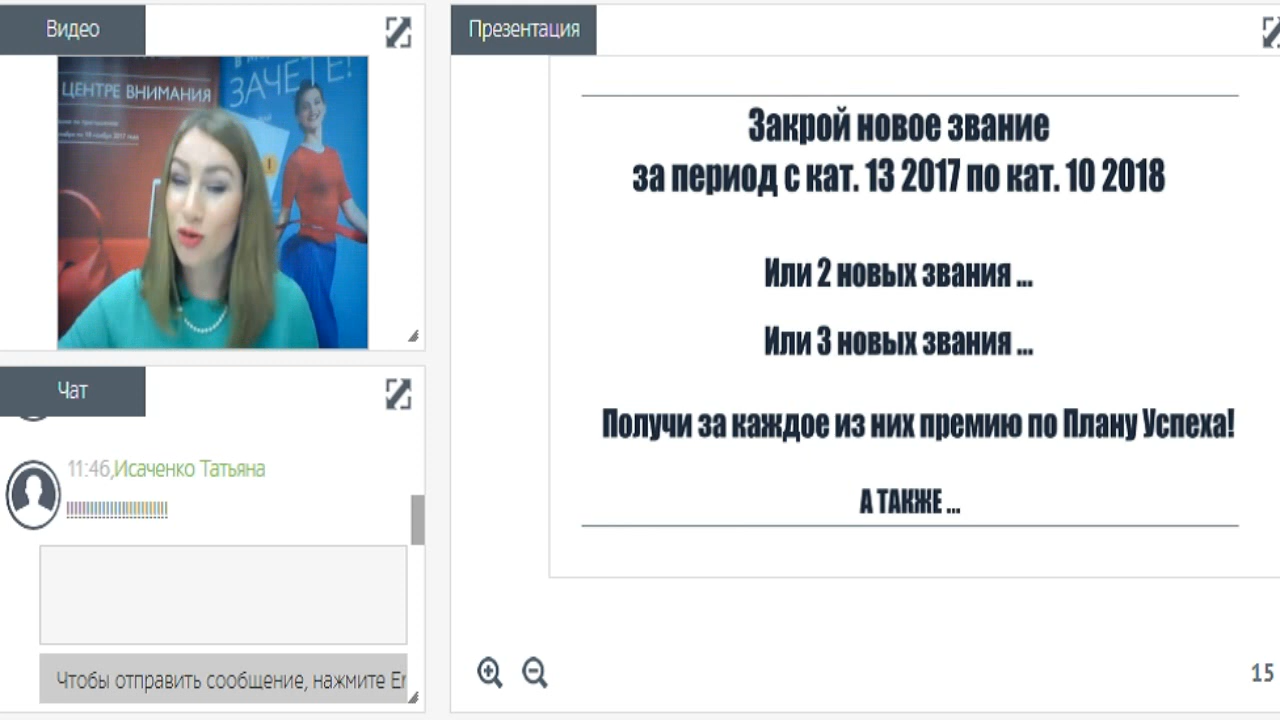 Видео
В
ЗАЧЕТЕ!
ЦЕНТРЕ ВНИМАНИЯ
Презентация
Закрой новое звание
за период с кат. 13 2017 по кат. 10 2018
Или 2 новых звания ...
Или 3 новых звания ...
Получи за каждое из них премию по Плану Успеха!
А ТАКЖЕ ...
15
Чат
11:46,Исаченко Татьяна
Чтобы отправить сообщение, нажмите